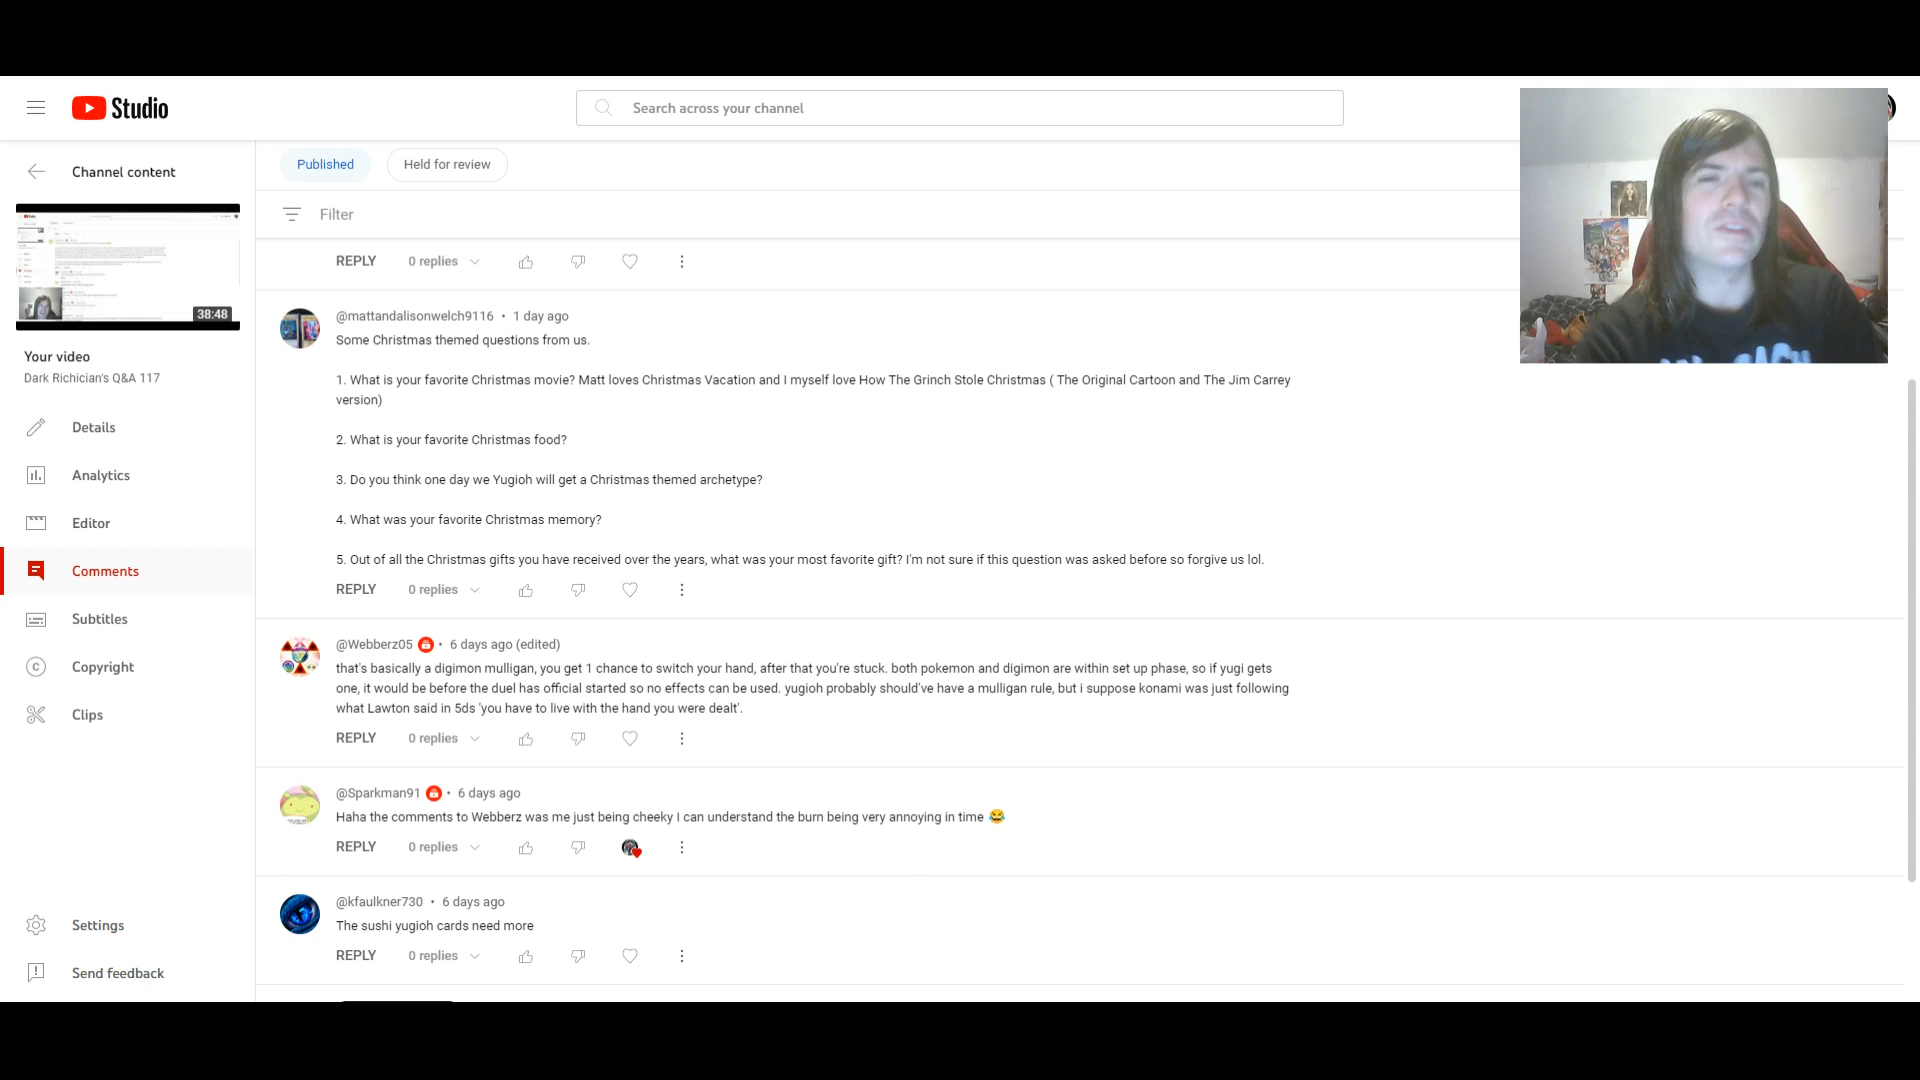 Studio
Search across your channel
Channel content
Published
Held for review
Filter
38:48
Your video
Dark Richician's Q&A 117
Details
Analytics
Editor
Comments
Subtitles
Copyright
Clips
Settings
Send feedback
REPLY 0 replies
@mattandalisonwelch9116 • 1 day ago
Some Christmas themed questions from us.
1. What is your favorite Christmas movie? Matt loves Christmas Vacation and I myself love How The Grinch Stole Christmas ( The Original Cartoon and The Jim Carrey
version)
2. What is your favorite Christmas food?
3. Do you think one day we Yugioh will get a Christmas themed archetype?
4. What was your favorite Christmas memory?
5. Out of all the Christmas gifts you have received over the years, what was your most favorite gift? I'm not sure if this question was asked before so forgive us lol.
REPLY 0 replies
@Webberz05 • 6 days ago (edited)
that's basically a digimon mulligan, you get 1 chance to switch your hand, after that you're stuck. both pokemon and digimon are within set up phase, so if yugi gets
one, it would be before the duel has official started so no effects can be used. yugioh probably should've have a mulligan rule, but i suppose konami was just following
what Lawton said in 5ds 'you have to live with the hand you were dealt'.
REPLY 0 replies
@Sparkman91 • 6 days ago
Haha the comments to Webberz was me just being cheeky I can understand the burn being very annoying in time 😂
REPLY 0 replies
@kfaulkner730 • 6 days ago
The sushi yugioh cards need more
REPLY 0 replies